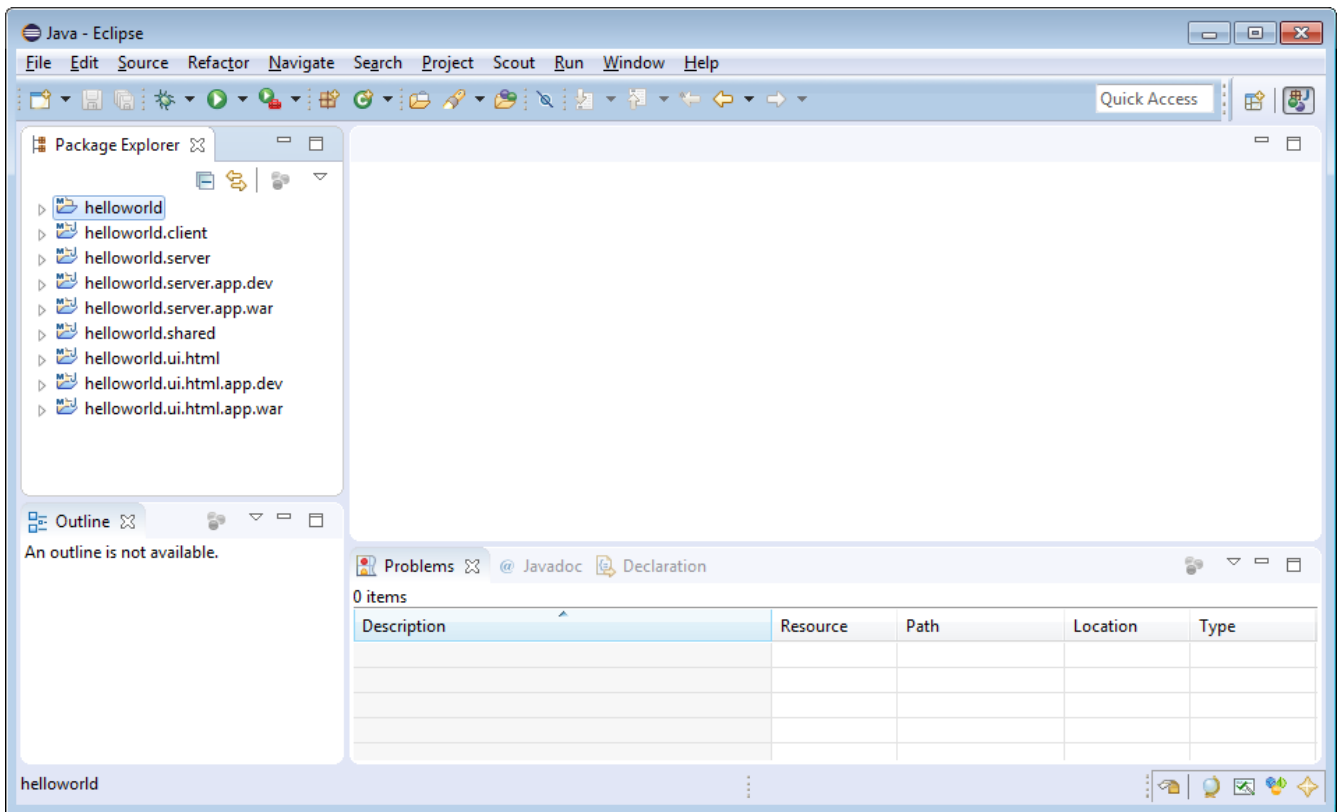 Java - Eclipse
File Edit Source Refactor Navigate Search Project Scout Run Window Help
Quick Access
Package Explorer
helloworld
helloworld.client
helloworld.server
helloworld.server.app.dev
helloworld.server.app.war
helloworld.shared
helloworld.ui.html
helloworld.ui.html.app.dev
helloworld.ui.html.app.war
Outline
An outline is not available.
Problems @ Javadoc Declaration
0 items
Description Resource Path Location Type
helloworld